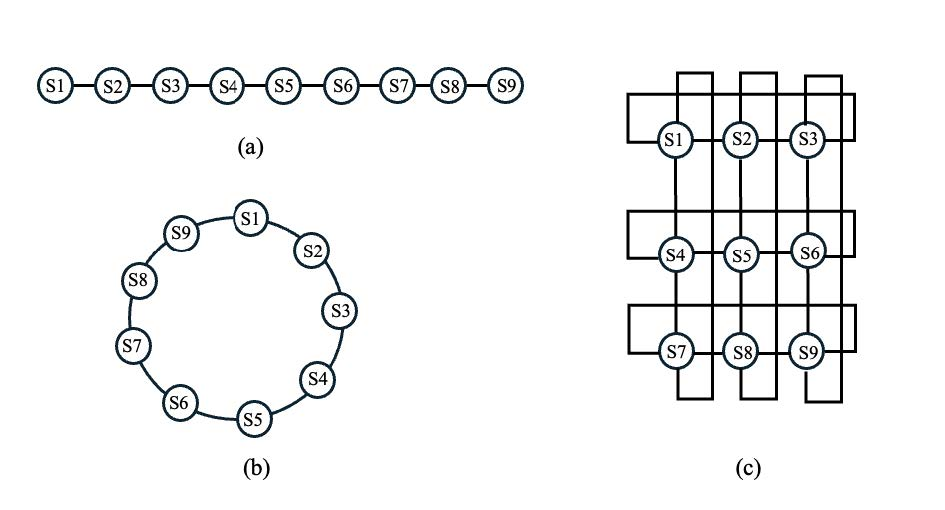 S1 S2 S3 S4 S5 S6 S7 S8 S9
(a)
S1
S9 S2
S8 S3
S7 S4
S6 S5
(b)
S1 S2 S3
S4 S5 S6
S7 S8 S9
(c)